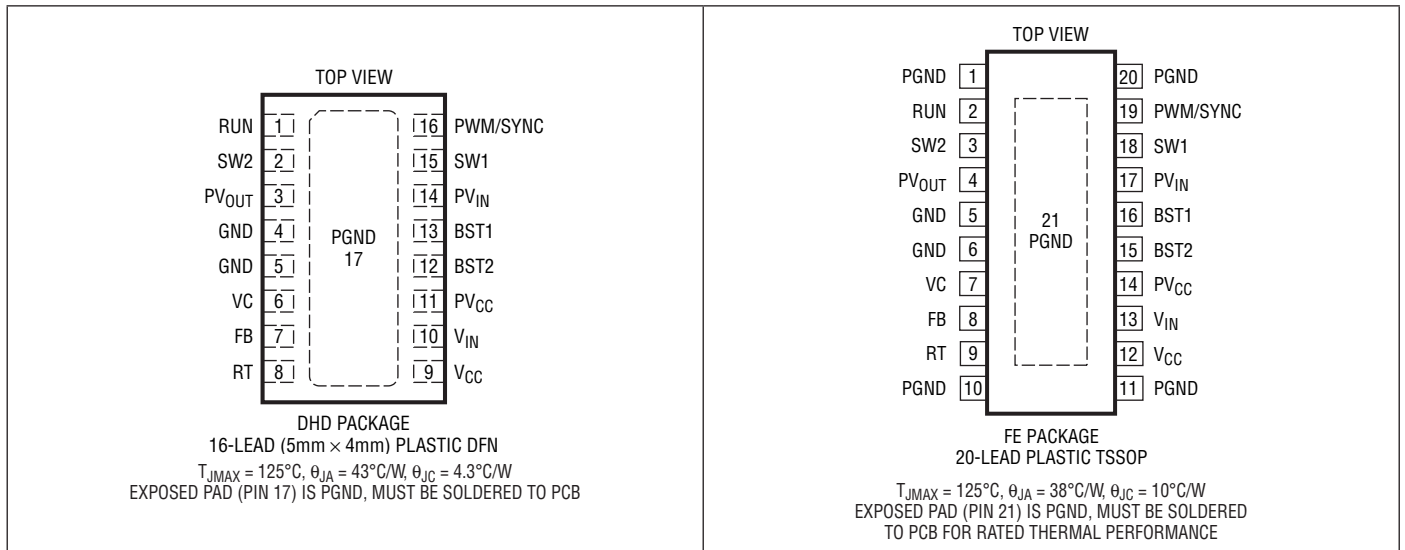 TOP VIEW
RUN 1
SW2 2
PVOUT 3
GND 4
GND 5
VC 6
FB 7
RT 8
PGND
17
16 PWM/SYNC
15 SW1
14 PVIN
13 BST1
12 BST2
11 PVCC
10 VIN
9 VCC
DHD PACKAGE
16-LEAD (5mm × 4mm) PLASTIC DFN
TJMAX = 125°C, θJA = 43°C/W, θJC = 4.3°C/W
EXPOSED PAD (PIN 17) IS PGND, MUST BE SOLDERED TO PCB
TOP VIEW
PGND 1
RUN 2
SW2 3
PVOUT 4
GND 5
GND 6
VC 7
FB 8
RT 9
PGND 10
21
PGND
20 PGND
19 PWM/SYNC
18 SW1
17 PVIN
16 BST1
15 BST2
14 PVCC
13 VIN
12 VCC
11 PGND
FE PACKAGE
20-LEAD PLASTIC TSSOP
TJMAX = 125°C, θJA = 38°C/W, θJC = 10°C/W
EXPOSED PAD (PIN 21) IS PGND, MUST BE SOLDERED
TO PCB FOR RATED THERMAL PERFORMANCE